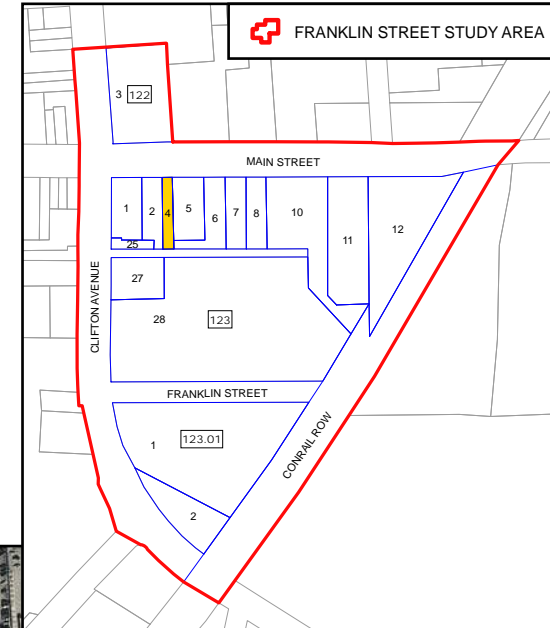 FRANKLIN STREET STUDY AREA
3 122
MAIN STREET
1 2 4 5 6 7 8 10 11 12
25
27
28 123
CLIFTON AVENUE
FRANKLIN STREET
1 123.01
CONRAIL ROW
2